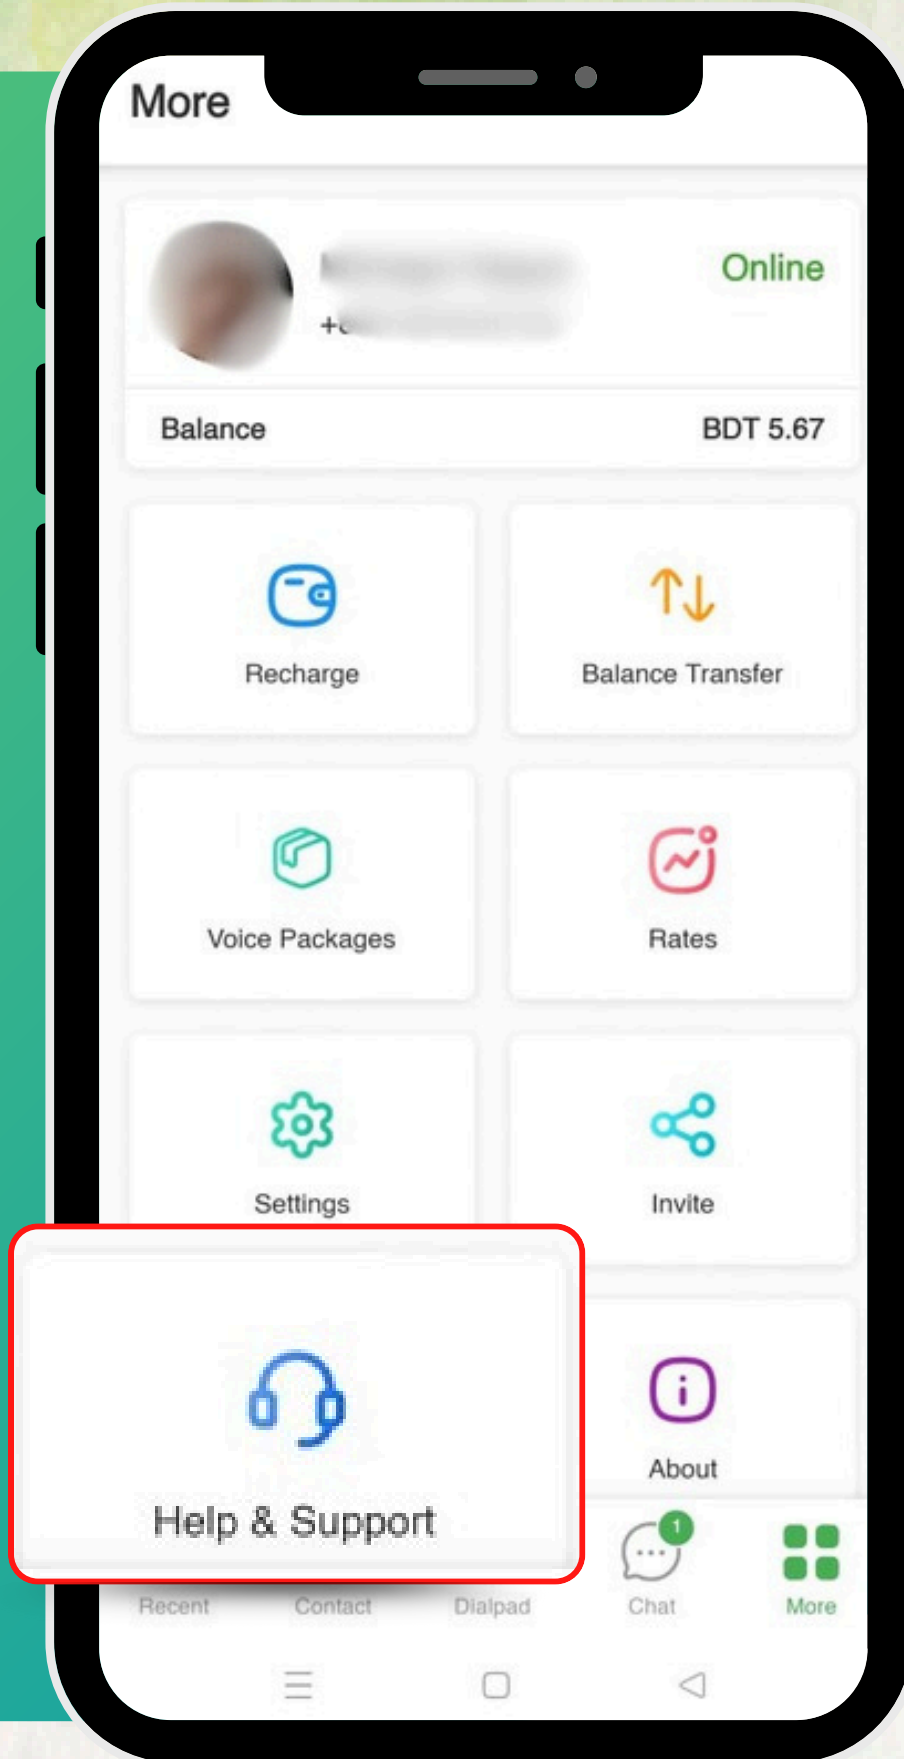 More
Online
Balance BDT 5.67
Recharge Balance Transfer
Voice Packages Rates
Settings Invite
Help & Support
About
1
Recent Contact Dialpad Chat More